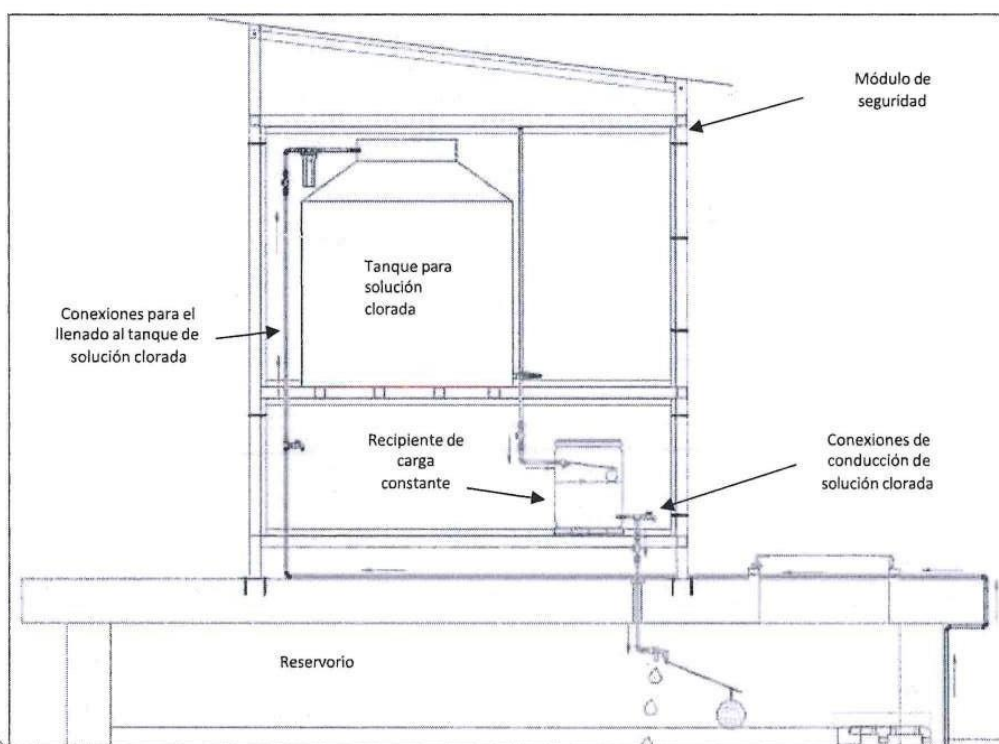 Módulo de
seguridad
Tanque para
solución
clorada
Conexiones para el
llenado al tanque de
solución clorada
Recipiente de
carga
constante
Conexiones de
conducción de
solución clorada
Reservorio